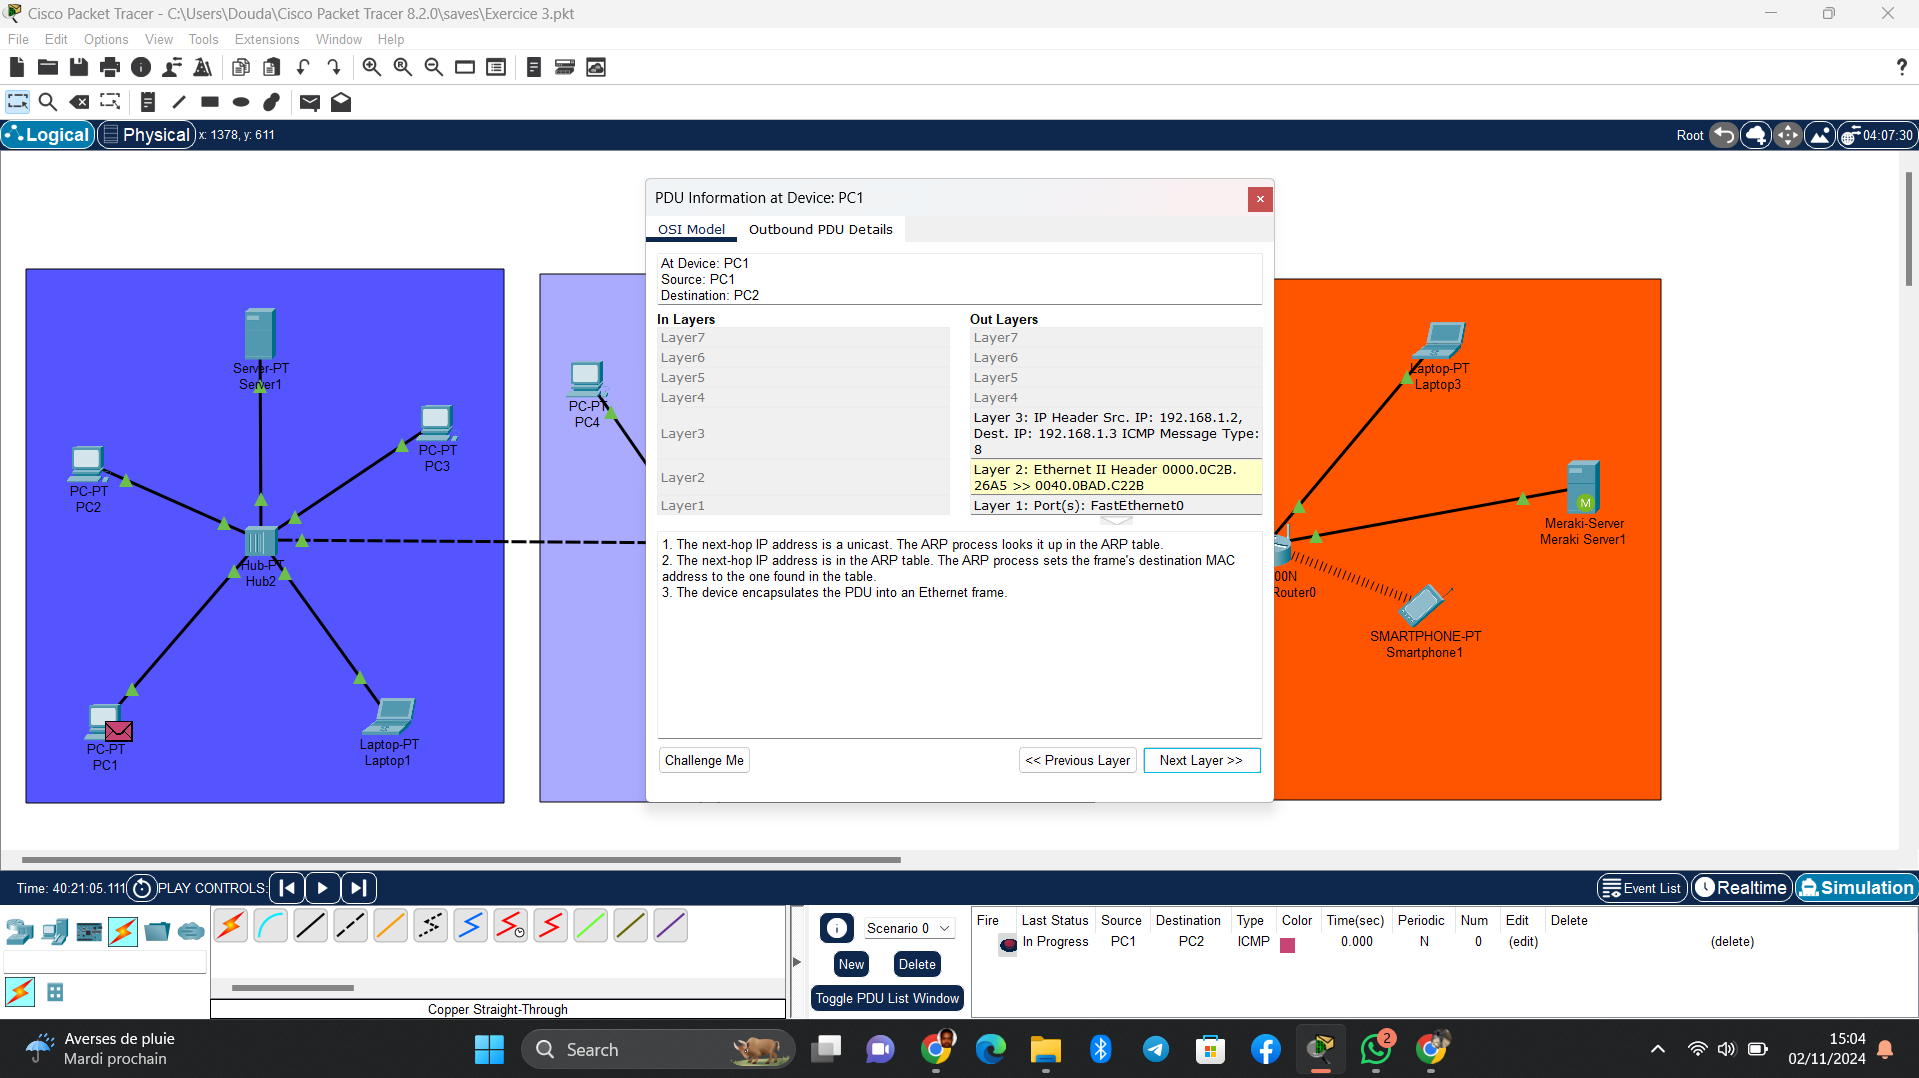 Cisco Packet Tracer - C:\Users\Douda\Cisco Packet Tracer 8.2.0\saves\Exercice 3.pkt
File Edit Options View Tools Extensions Window Help
?
Logical Physical x: 1378, y: 611 Root 04:07:30
PDU Information at Device: PC1
OSI Model Outbound PDU Details
At Device: PC1
Source: PC1
Destination: PC2
In Layers Out Layers
Layer7 Layer7
Layer6 Layer6
Layer5 Layer5
Layer4 Layer4
Layer3
Layer 3: IP Header Src. IP: 192.168.1.2,
Dest. IP: 192.168.1.3 ICMP Message Type:
8
Layer2
Layer 2: Ethernet II Header 0000.0C2B.
26A5 >> 0040.0BAD.C22B
Layer1 Layer 1: Port(s): FastEthernet0
1. The next-hop IP address is a unicast. The ARP process looks it up in the ARP table.
2. The next-hop IP address is in the ARP table. The ARP process sets the frame's destination MAC
address to the one found in the table.
3. The device encapsulates the PDU into an Ethernet frame.
Challenge Me << Previous Layer Next Layer >>
Server-PT
Server1
PC-PT
PC3
PC-PT
PC2
Hub-PT
Hub2
PC-PT
PC1
Laptop-PT
Laptop1
PC-PT
PC4
Laptop-PT
Laptop3
M
Meraki-Server
Meraki Server1
00N
Router0
SMARTPHONE-PT
Smartphone1
Time: 40:21:05.111 PLAY CONTROLS: Event List Realtime Simulation
Scenario 0
New Delete
Toggle PDU List Window
Fire Last Status Source Destination Type Color Time(sec) Periodic Num Edit Delete
In Progress PC1 PC2 ICMP 0.000 N 0 (edit) (delete)
Copper Straight-Through
Averses de pluie
Mardi prochain
Search
2
15:04
02/11/2024